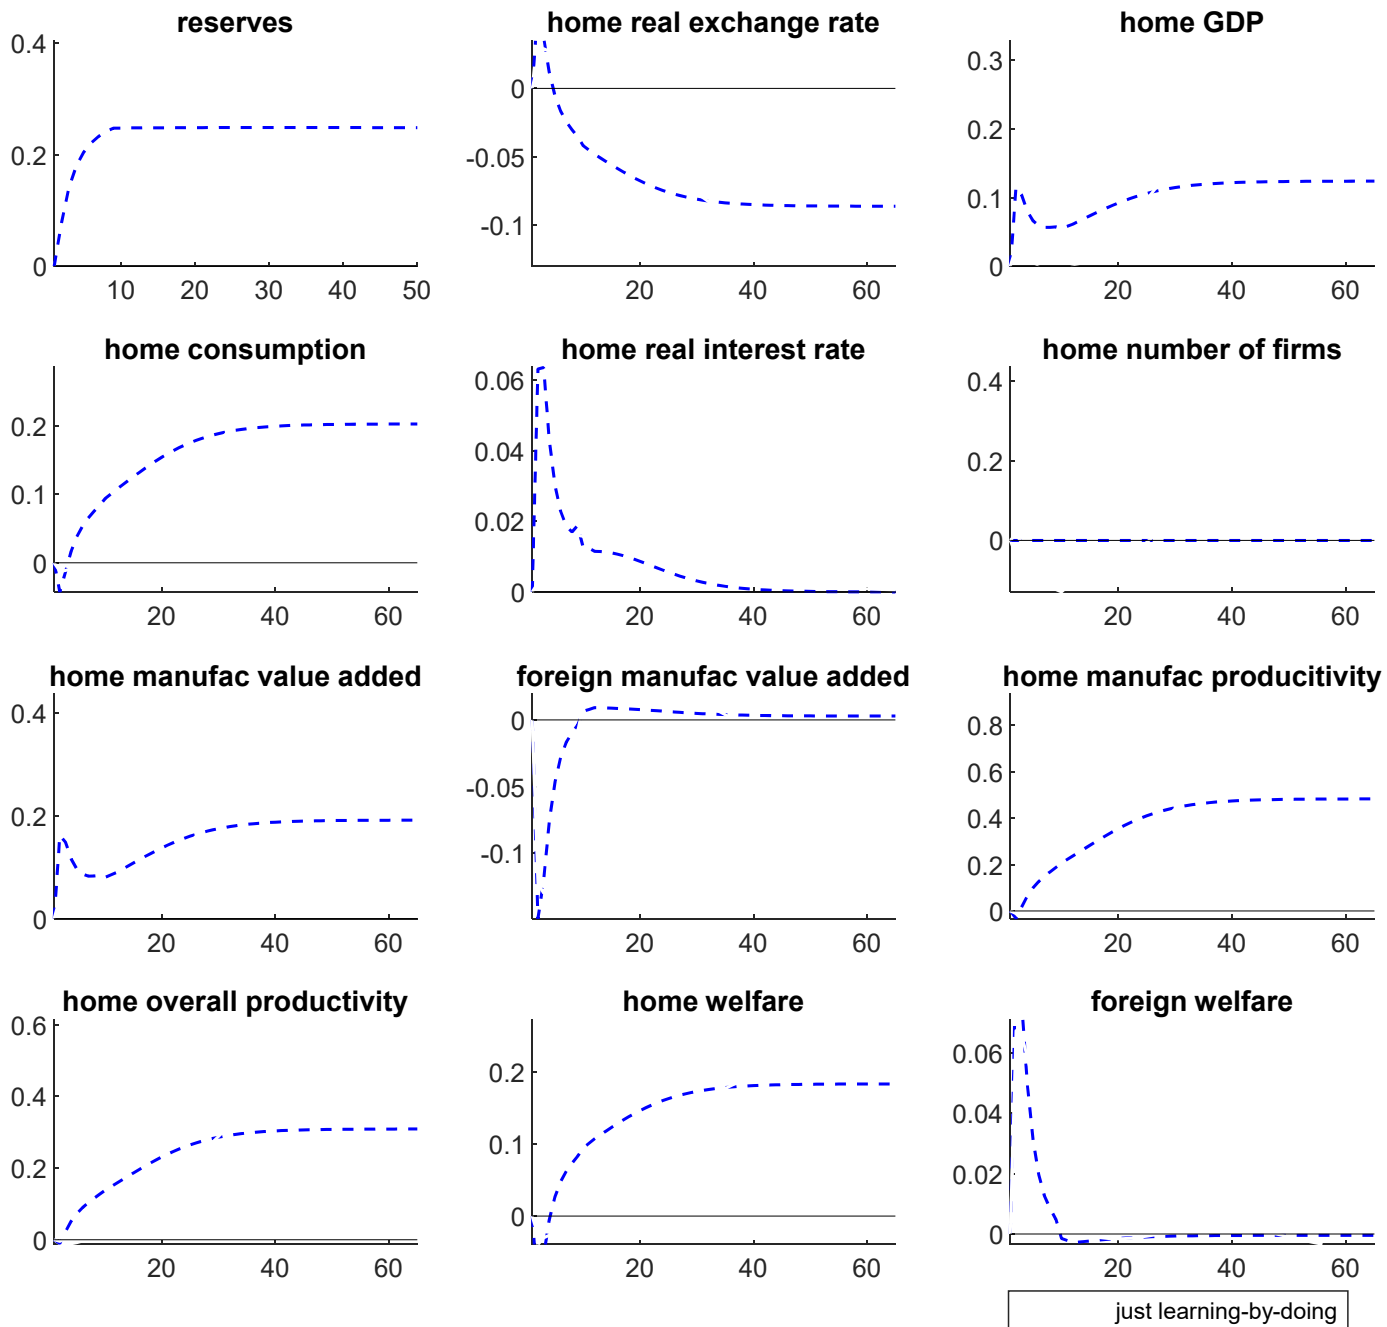 reserves
home real exchange rate
home GDP
0.4
0.2
0
10 20 30 40 50
0
-0.05
-0.1
20 40 60
0.3
0.2
0.1
0
20 40 60
home consumption
home real interest rate
home number of firms
0.2
0.1
0
20 40 60
0.06
0.04
0.02
0
20 40 60
0.4
0.2
0
20 40 60
home manufac value added
foreign manufac value added
home manufac producitivity
0.4
0.2
0
20 40 60
0
-0.05
-0.1
20 40 60
0.8
0.6
0.4
0.2
0
20 40 60
home overall productivity
home welfare
foreign welfare
0.6
0.4
0.2
0
20 40 60
0.2
0.1
0
20 40 60
0.06
0.04
0.02
0
20 40 60
just learning-by-doing